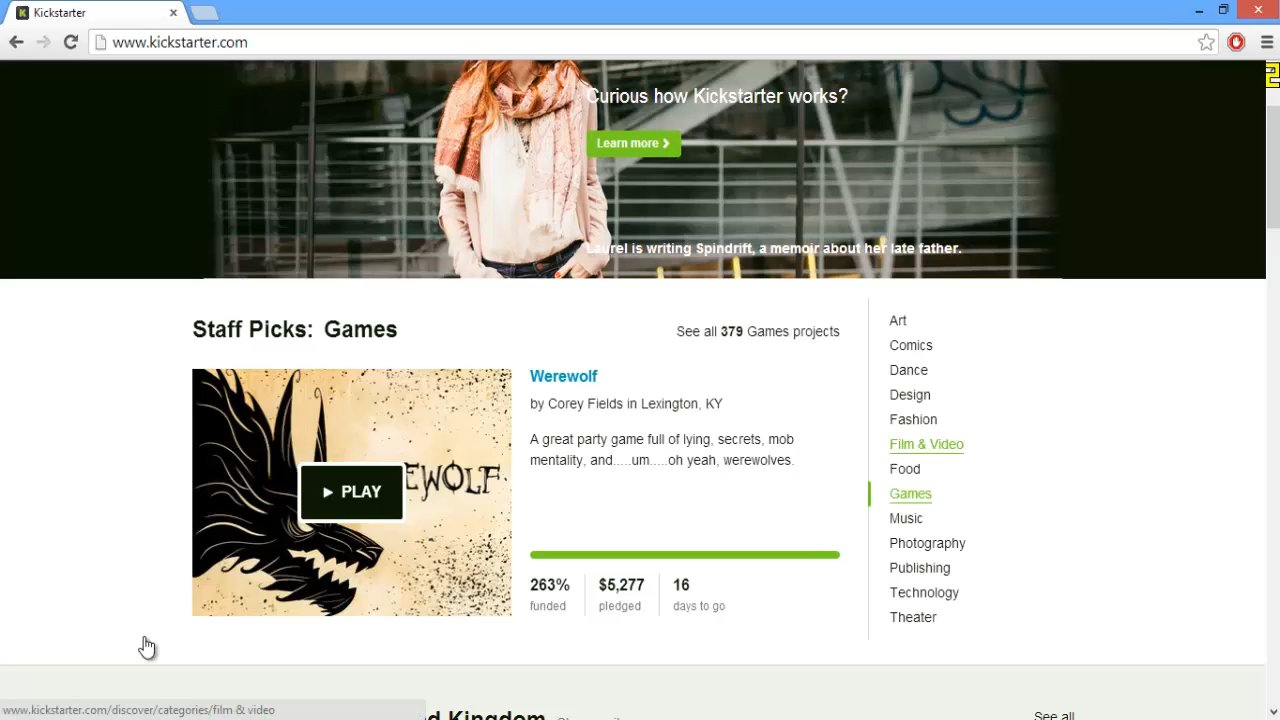 Kickstarter
www.kickstarter.com
Curious how Kickstarter works?
Learn more
Laurel is writing Spindrift, a memoir about her late father.
Staff Picks: Games
See all 379 Games projects
EWOLF
PLAY
Werewolf
by Corey Fields in Lexington, KY
A great party game full of lying, secrets, mob
mentality, and.....um.....oh yeah, werewolves.
263% $5,277 16
funded pledged days to go
Art
Comics
Dance
Design
Fashion
Film & Video
Food
Games
Music
Photography
Publishing
Technology
Theater
www.kickstarter.com/discover/categories/film & video
d Kingdom
See all